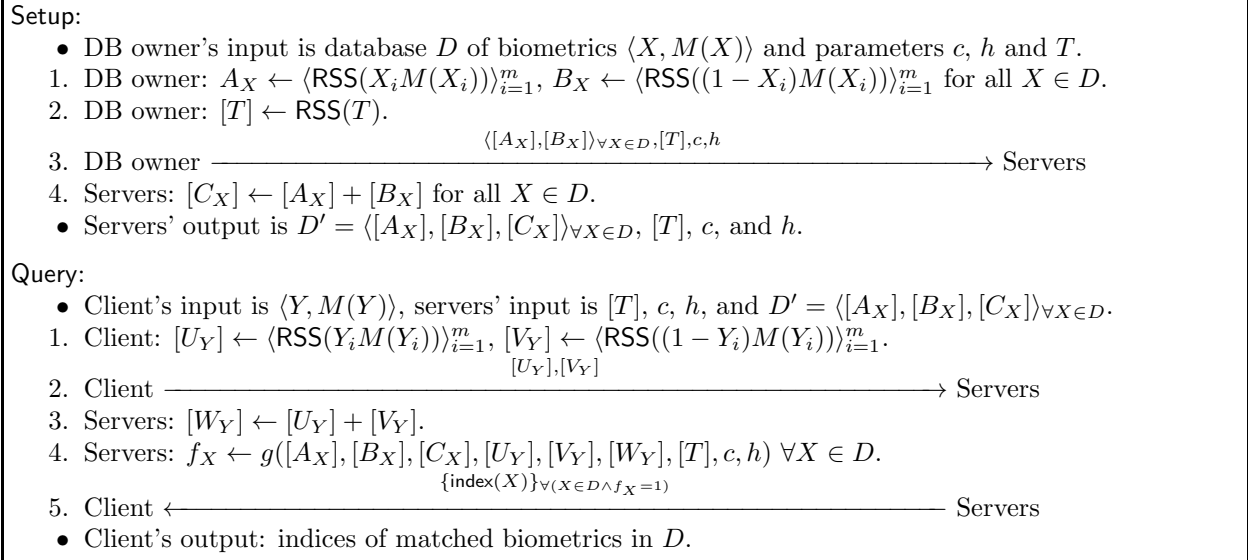 Setup:
• DB owner's input is database D of biometrics ⟨X, M(X)⟩ and parameters c, h and T.
1. DB owner: A_X ← ⟨RSS(X_iM(X_i))⟩_{i=1}^m, B_X ← ⟨RSS((1 − X_i)M(X_i))⟩_{i=1}^m for all X ∈ D.
2. DB owner: [T] ← RSS(T).
⟨[A_X],[B_X]⟩_{∀X∈D},[T],c,h
3. DB owner ⟶ Servers
4. Servers: [C_X] ← [A_X] + [B_X] for all X ∈ D.
• Servers' output is D′ = ⟨[A_X], [B_X], [C_X]⟩_{∀X∈D}, [T], c, and h.
Query:
• Client's input is ⟨Y, M(Y)⟩, servers' input is [T], c, h, and D′ = ⟨[A_X], [B_X], [C_X]⟩_{∀X∈D}.
1. Client: [U_Y] ← ⟨RSS(Y_iM(Y_i))⟩_{i=1}^m, [V_Y] ← ⟨RSS((1 − Y_i)M(Y_i))⟩_{i=1}^m.
[U_Y],[V_Y]
2. Client ⟶ Servers
3. Servers: [W_Y] ← [U_Y] + [V_Y].
4. Servers: f_X ← g([A_X], [B_X], [C_X], [U_Y], [V_Y], [W_Y], [T], c, h) ∀X ∈ D.
{index(X)}_{∀(X∈D∧f_X=1)}
5. Client ⟵ Servers
• Client's output: indices of matched biometrics in D.